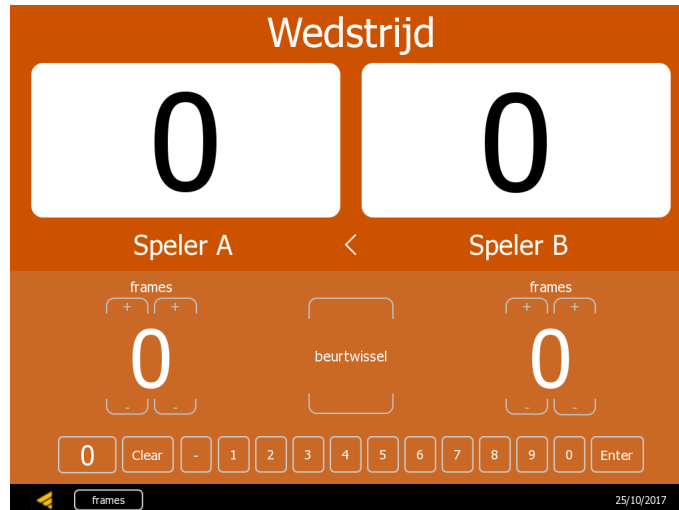 Wedstrijd
0 0
Speler A < Speler B
frames frames
+ + + +
0 beurtwissel 0
- - - -
0 Clear - 1 2 3 4 5 6 7 8 9 0 Enter
frames 25/10/2017